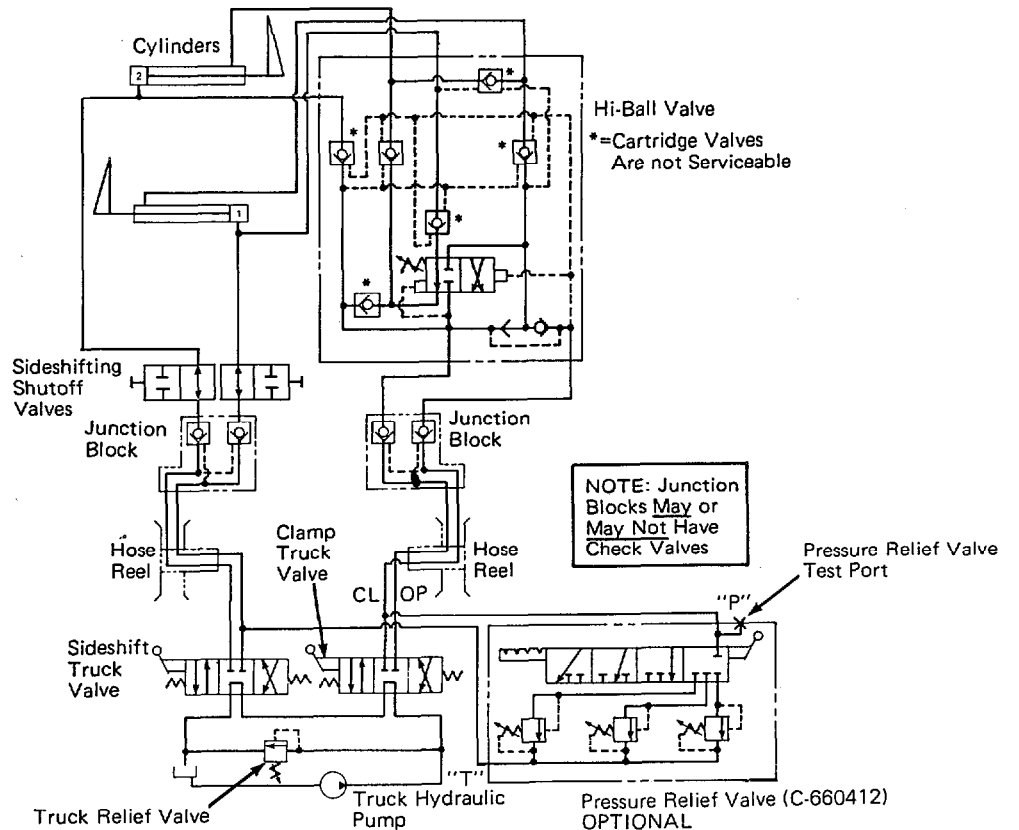 Cylinders
2
1
Hi-Ball Valve
*=Cartridge Valves
Are not Serviceable
*
*
*
*
*
Sideshifting
Shutoff
Valves
Junction
Block
Junction
Block
NOTE: Junction
Blocks May or
May Not Have
Check Valves
Hose
Reel
Clamp
Truck
Valve
Hose
Reel
CL OP
Pressure Relief Valve
Test Port
"P"
Sideshift
Truck
Valve
"T"
Truck Hydraulic
Pump
Truck Relief Valve
Pressure Relief Valve (C-660412)
OPTIONAL